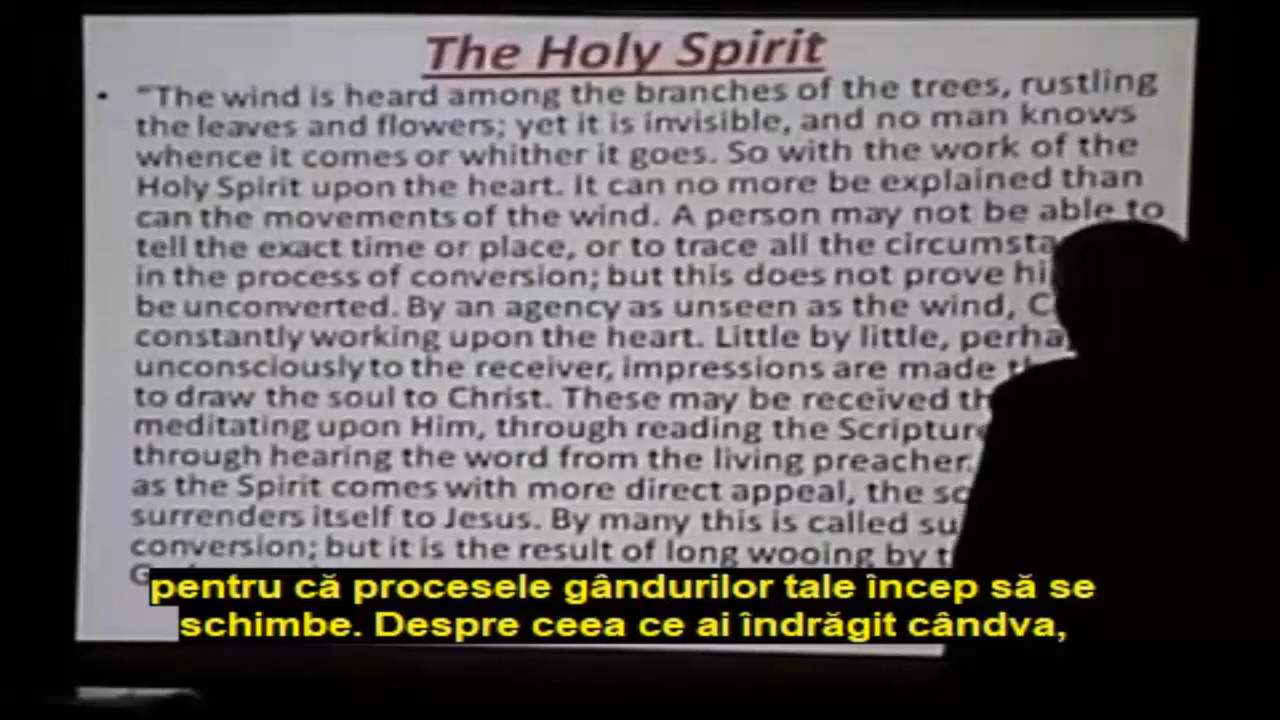 The Holy Spirit
• "The wind is heard among the branches of the trees, rustling
the leaves and flowers; yet it is invisible, and no man knows
whence it comes or whither it goes. So with the work of the
Holy Spirit upon the heart. It can no more be explained than
can the movements of the wind. A person may not be able to
tell the exact time or place, or to trace all the circumsta
in the process of conversion; but this does not prove hi
be unconverted. By an agency as unseen as the wind, C
constantly working upon the heart. Little by little, perha
unconsciously to the receiver, impressions are made th
to draw the soul to Christ. These may be received th
meditating upon Him, through reading the Scripture
through hearing the word from the living preacher.
as the Spirit comes with more direct appeal, the so
surrenders itself to Jesus. By many this is called su
conversion; but it is the result of long wooing by t
pentru că procesele gândurilor tale încep să se
schimbe. Despre ceea ce ai îndrăgit cândva,